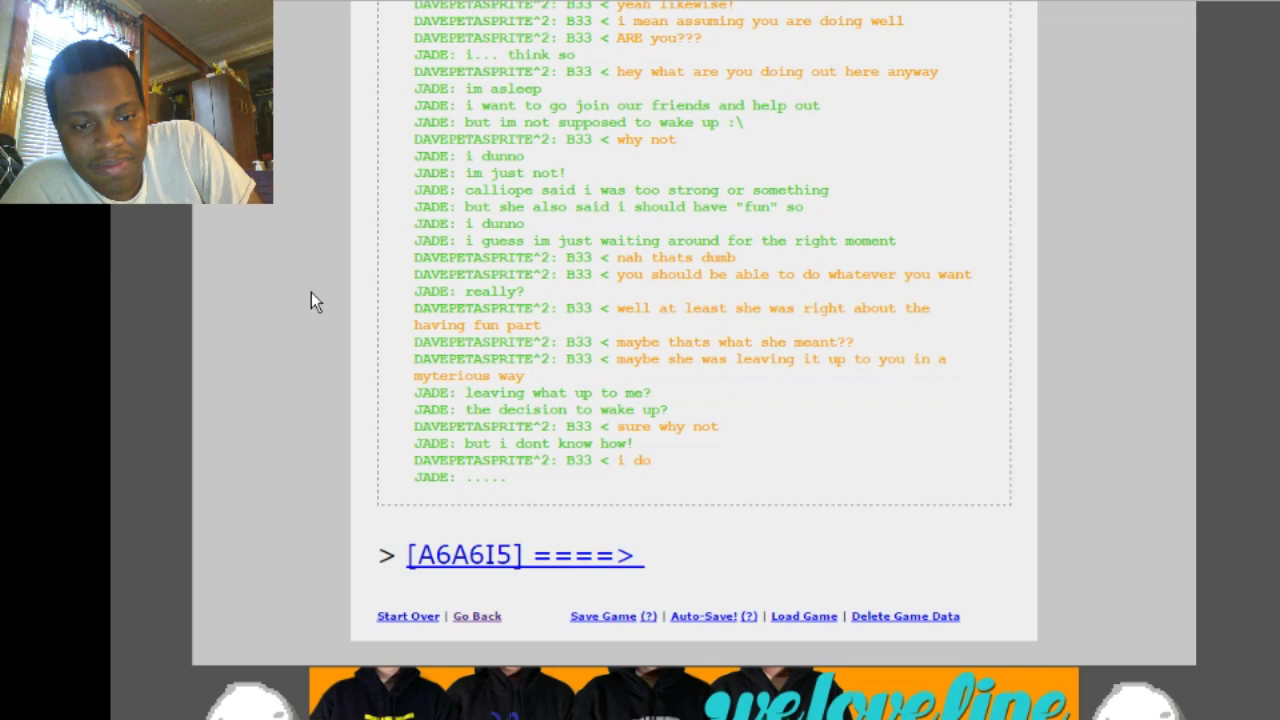 DAVEPETASPRITE^2: B33 < yeah likewise!
DAVEPETASPRITE^2: B33 < i mean assuming you are doing well
DAVEPETASPRITE^2: B33 < ARE you???
JADE: i... think so
DAVEPETASPRITE^2: B33 < hey what are you doing out here anyway
JADE: im asleep
JADE: i want to go join our friends and help out
JADE: but im not supposed to wake up :\
DAVEPETASPRITE^2: B33 < why not
JADE: i dunno
JADE: im just not!
JADE: calliope said i was too strong or something
JADE: but she also said i should have "fun" so
JADE: i dunno
JADE: i guess im just waiting around for the right moment
DAVEPETASPRITE^2: B33 < nah thats dumb
DAVEPETASPRITE^2: B33 < you should be able to do whatever you want
JADE: really?
DAVEPETASPRITE^2: B33 < well at least she was right about the
having fun part
DAVEPETASPRITE^2: B33 < maybe thats what she meant??
DAVEPETASPRITE^2: B33 < maybe she was leaving it up to you in a
myterious way
JADE: leaving what up to me?
JADE: the decision to wake up?
DAVEPETASPRITE^2: B33 < sure why not
JADE: but i dont know how!
DAVEPETASPRITE^2: B33 < i do
JADE: .....
> [A6A6I5] ====>
Start Over | Go Back Save Game (?) | Auto-Save! (?) | Load Game | Delete Game Data
welovefine